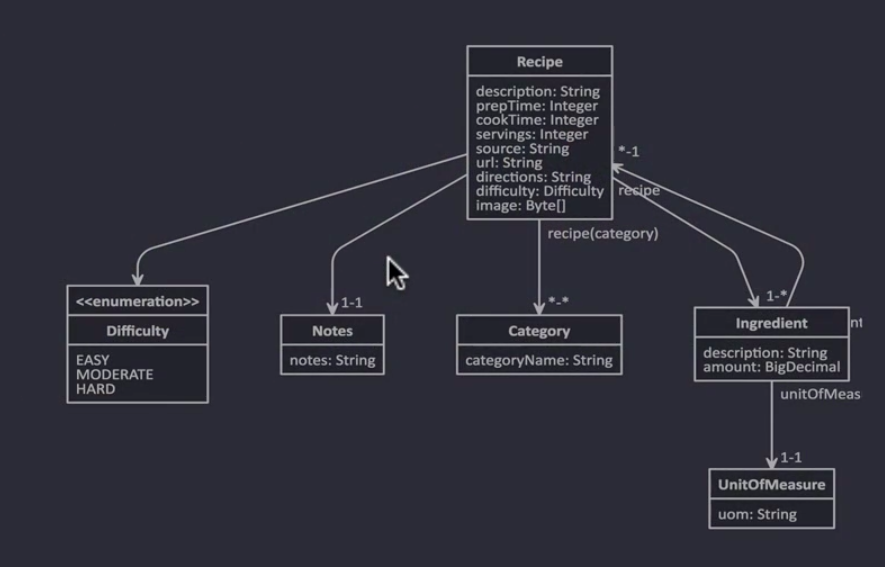 Recipe
description: String
prepTime: Integer
cookTime: Integer
servings: Integer
source: String
url: String
directions: String
difficulty: Difficulty
image: Byte[]
*-1
recipe
recipe(category)
<<enumeration>>
Difficulty
EASY
MODERATE
HARD
1-1
Notes
notes: String
*-*
Category
categoryName: String
1-*
Ingredient
nt
description: String
amount: BigDecimal
unitOfMeas
1-1
UnitOfMeasure
uom: String